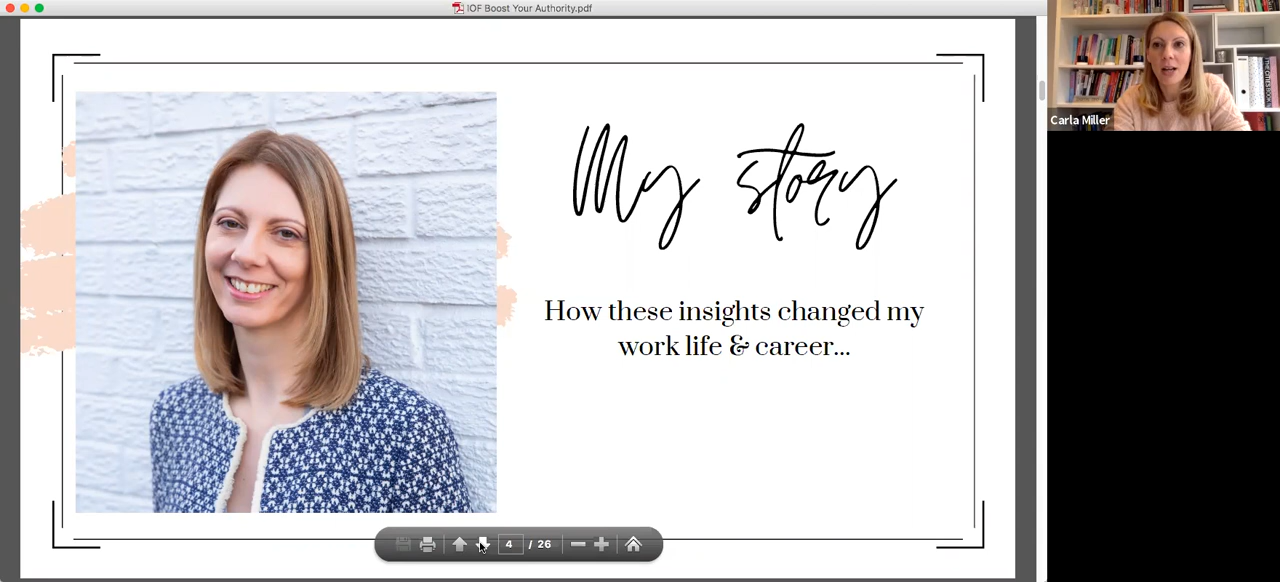 IOF Boost Your Authority.pdf
My story
How these insights changed my
work life & career...
4 / 26
Carla Miller